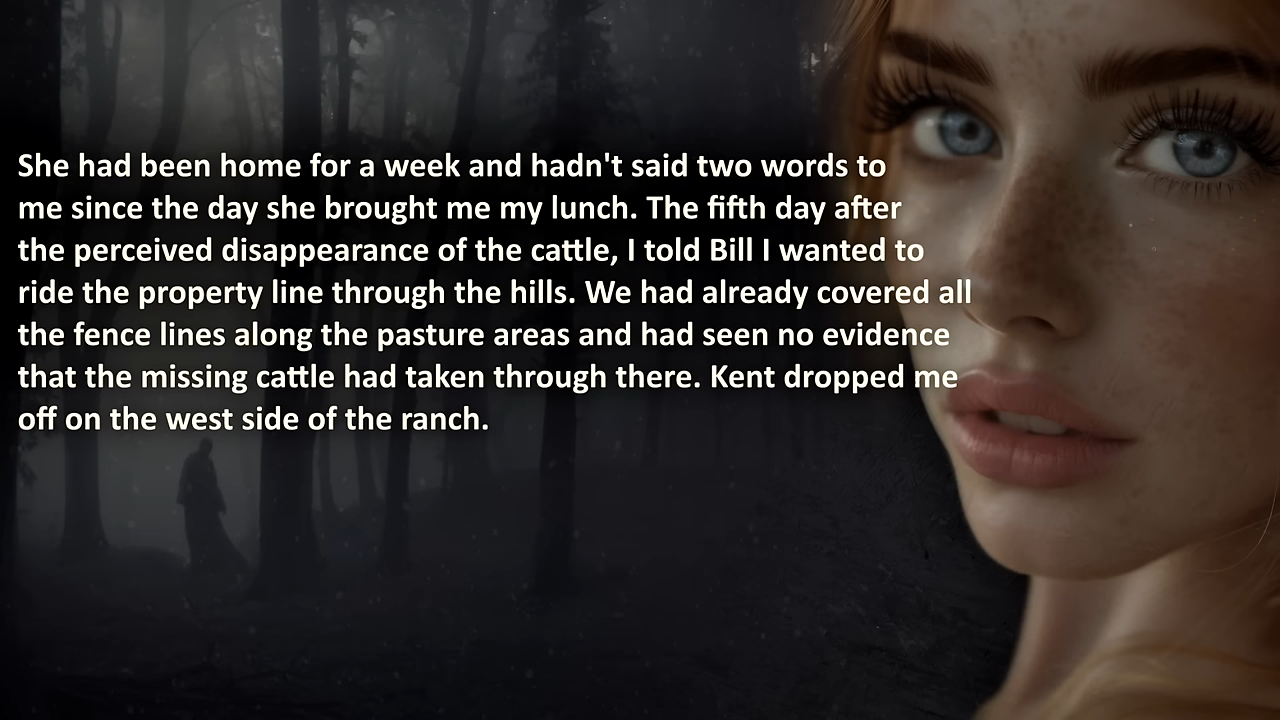 She had been home for a week and hadn't said two words to
me since the day she brought me my lunch. The fifth day after
the perceived disappearance of the cattle, I told Bill I wanted to
ride the property line through the hills. We had already covered all
the fence lines along the pasture areas and had seen no evidence
that the missing cattle had taken through there. Kent dropped me
off on the west side of the ranch.